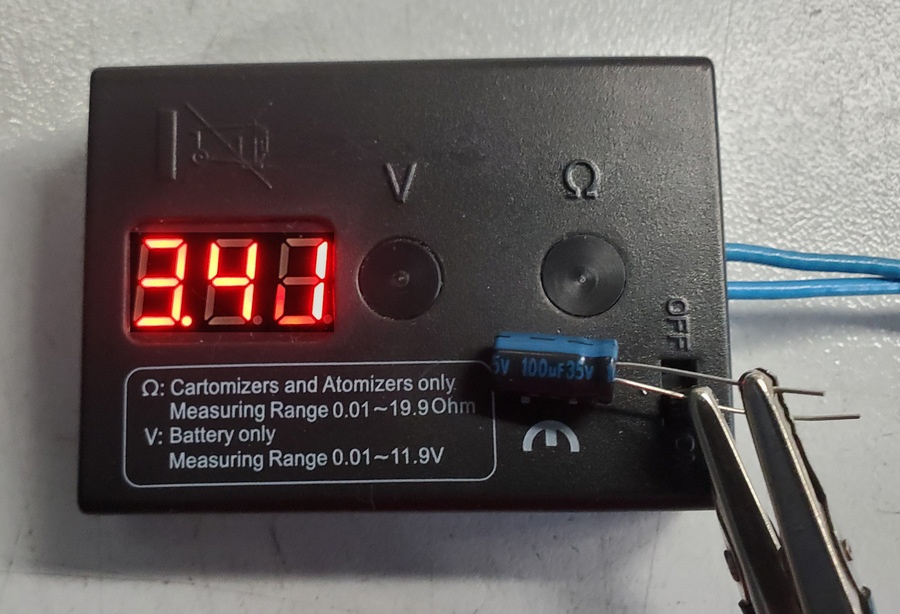 V Ω
3.41
OFF
5V 100µF35V
Ω: Cartomizers and Atomizers only
Measuring Range 0.01~19.9Ohm
V: Battery only
Measuring Range 0.01~11.9V